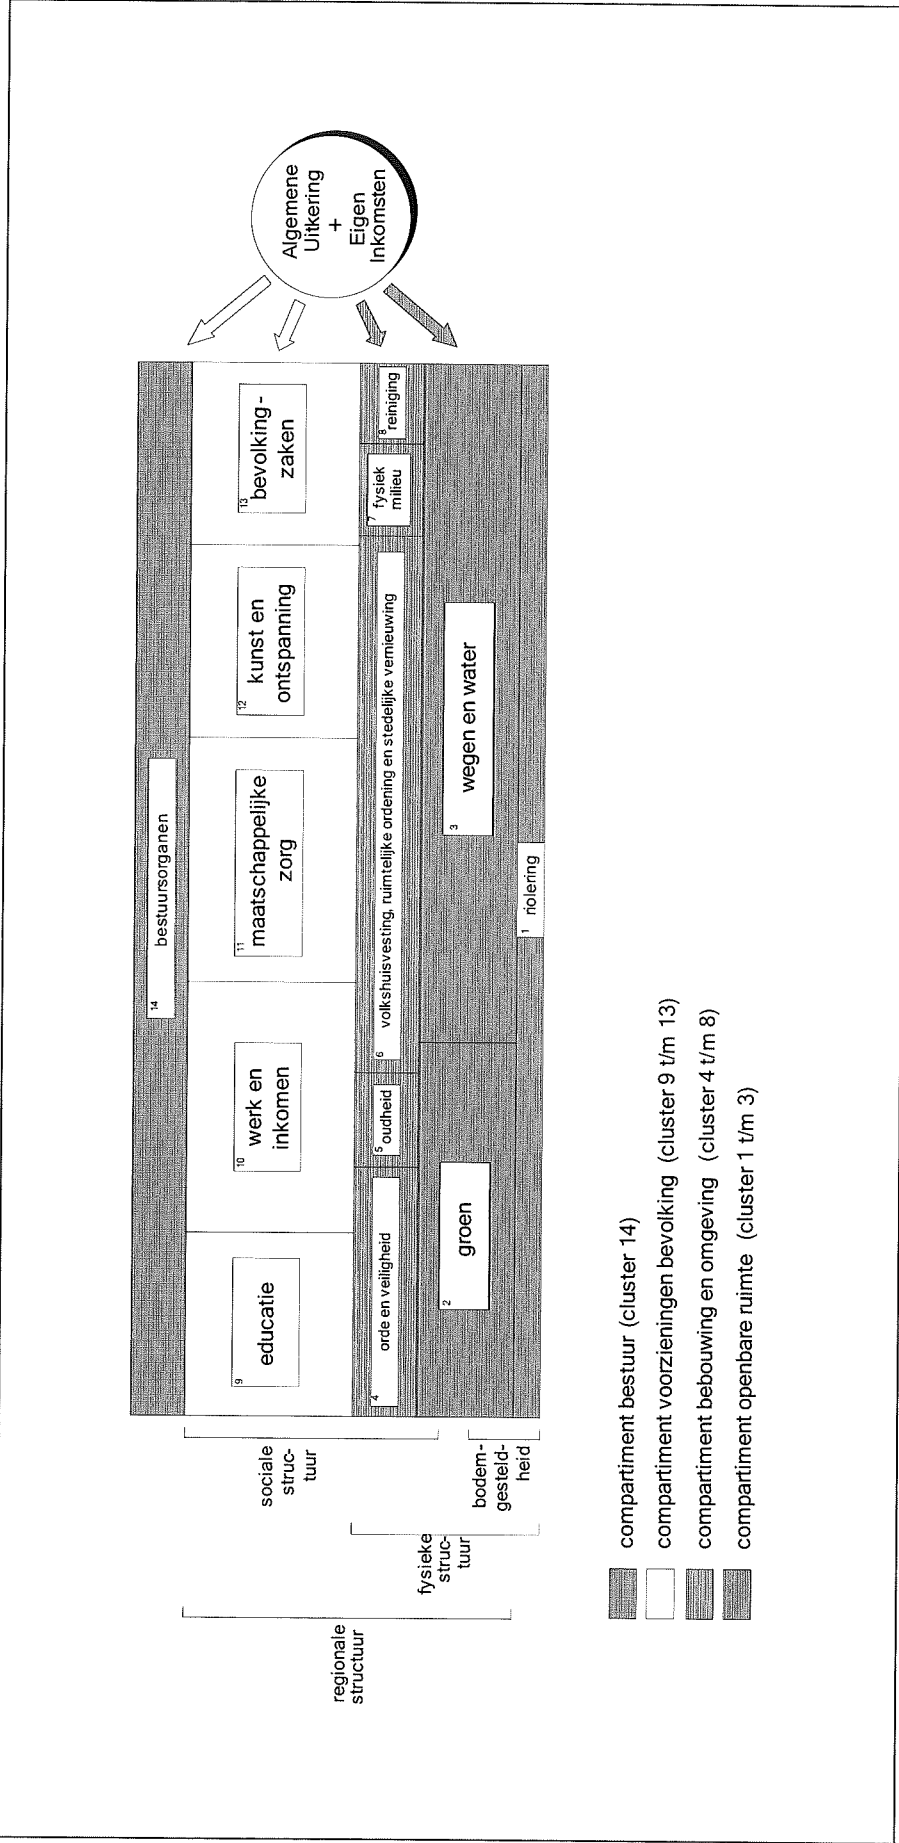 14
bestuursorganen
9
educatie
10
werk en
inkomen
11
maatschappelijke
zorg
12
kunst en
ontspanning
13
bevolking-
zaken
4
orde en veiligheid
5
oudheid
6
volkshuisvesting, ruimtelijke ordening en stedelijke vernieuwing
7
fysiek
milieu
8
reiniging
2
groen
3
wegen en water
1
riolering
Algemene
Uitkering
+
Eigen
Inkomsten
sociale
struc-
tuur
bodem-
gesteld-
heid
fysieke
struc-
tuur
regionale
structuur
compartiment bestuur (cluster 14)
compartiment voorzieningen bevolking (cluster 9 t/m 13)
compartiment bebouwing en omgeving (cluster 4 t/m 8)
compartiment openbare ruimte (cluster 1 t/m 3)